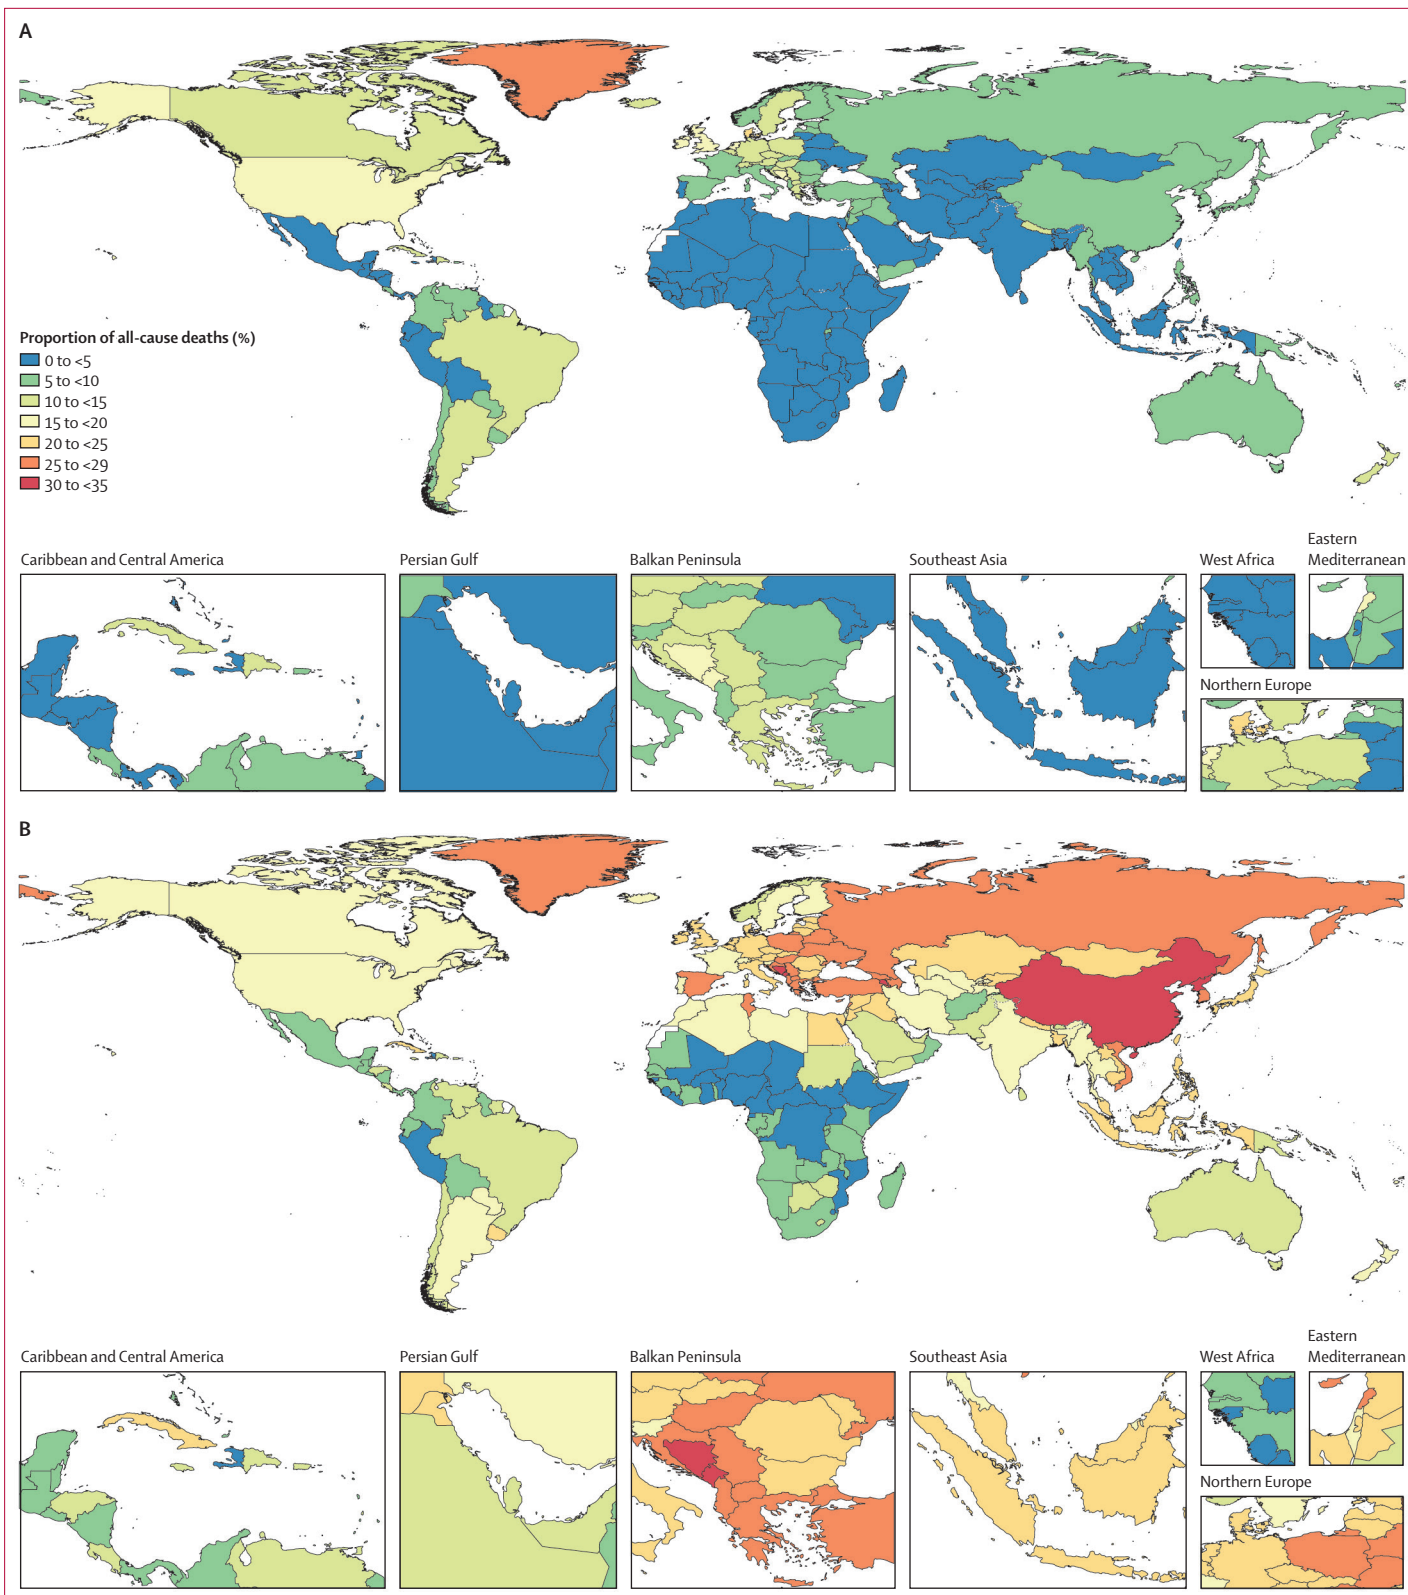 A
Proportion of all-cause deaths (%)
0 to <5
5 to <10
10 to <15
15 to <20
20 to <25
25 to <29
30 to <35
Caribbean and Central America
Persian Gulf
Balkan Peninsula
Southeast Asia
West Africa
Eastern
Mediterranean
Northern Europe
B
Caribbean and Central America
Persian Gulf
Balkan Peninsula
Southeast Asia
West Africa
Eastern
Mediterranean
Northern Europe